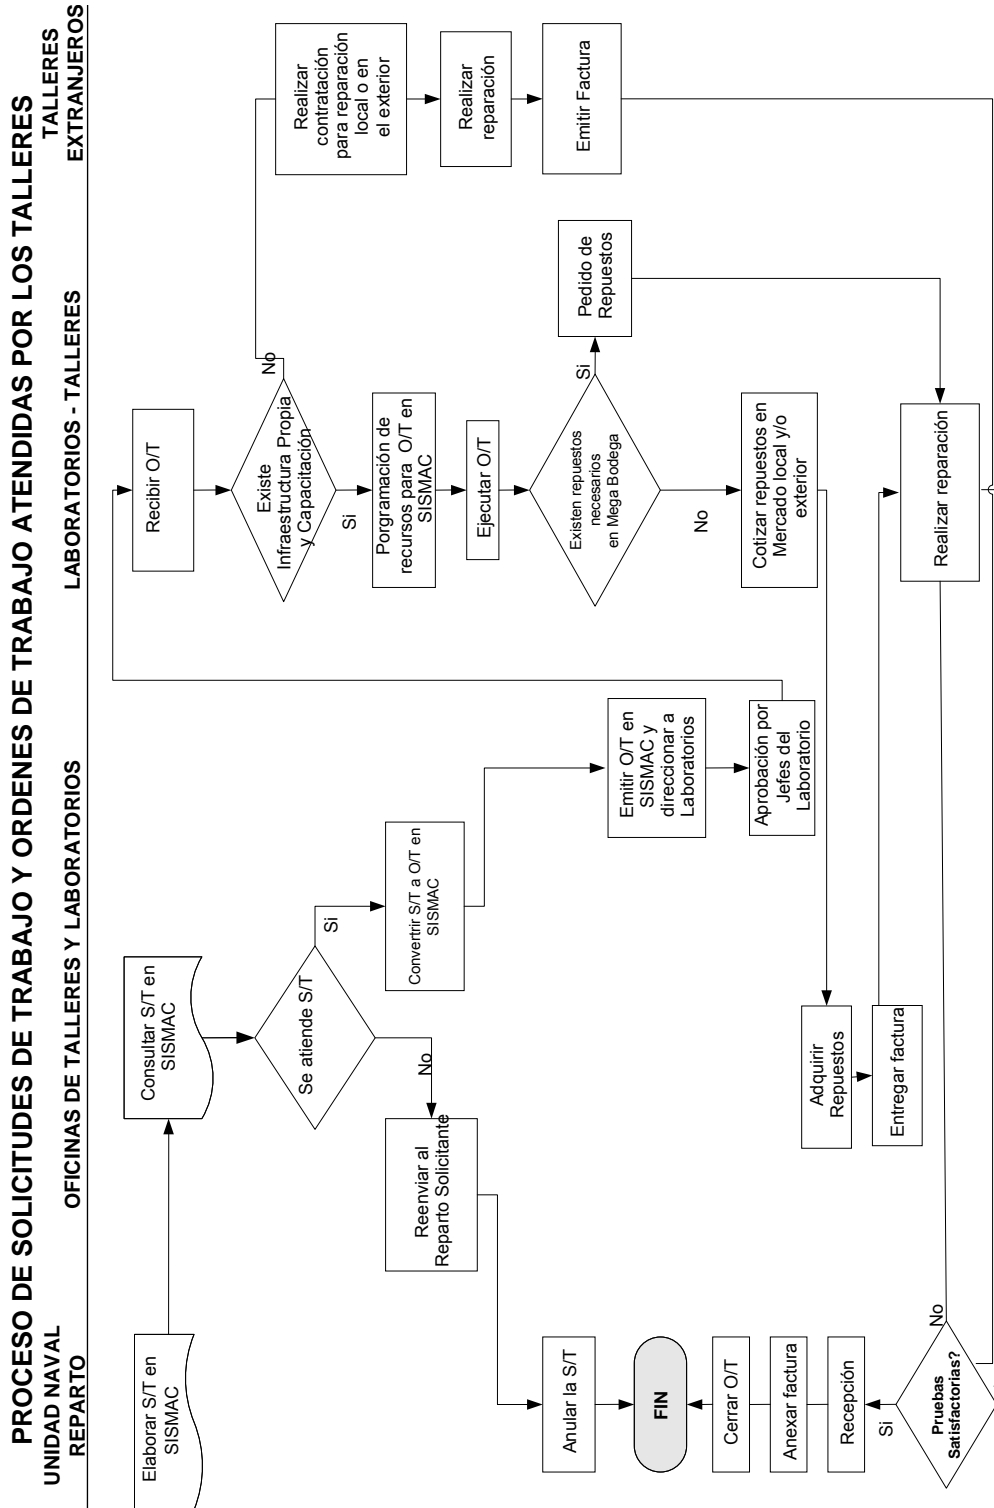 PROCESO DE SOLICITUDES DE TRABAJO Y ORDENES DE TRABAJO ATENDIDAS POR LOS TALLERES
UNIDAD NAVAL
REPARTO
OFICINAS DE TALLERES Y LABORATORIOS
LABORATORIOS - TALLERES
TALLERES
EXTRANJEROS
Elaborar S/T en
SISMAC
Consultar S/T en
SISMAC
Se atiende S/T
Si
No
Convertrir S/T a O/T en
SISMAC
Reenviar al
Reparto Solicitante
Anular la S/T
FIN
Emitir O/T en
SISMAC y
direccionar a
Laboratorios
Aprobación por
Jefes del
Laboratorio
Recibir O/T
Existe
Infraestructura Propia
y Capacitación
No
Si
Realizar
contratación
para reparación
local o en
el exterior
Realizar
reparación
Emitir Factura
Porgramación de
recursos para O/T en
SISMAC
Ejecutar O/T
Existen repuestos
necesarios
en Mega Bodega
Si
No
Pedido de
Repuestos
Cotizar repuestos en
Mercado local y/o
exterior
Adquirir
Repuestos
Entregar factura
Realizar reparación
Pruebas
Satisfactorias?
No
Si
Recepción
Anexar factura
Cerrar O/T